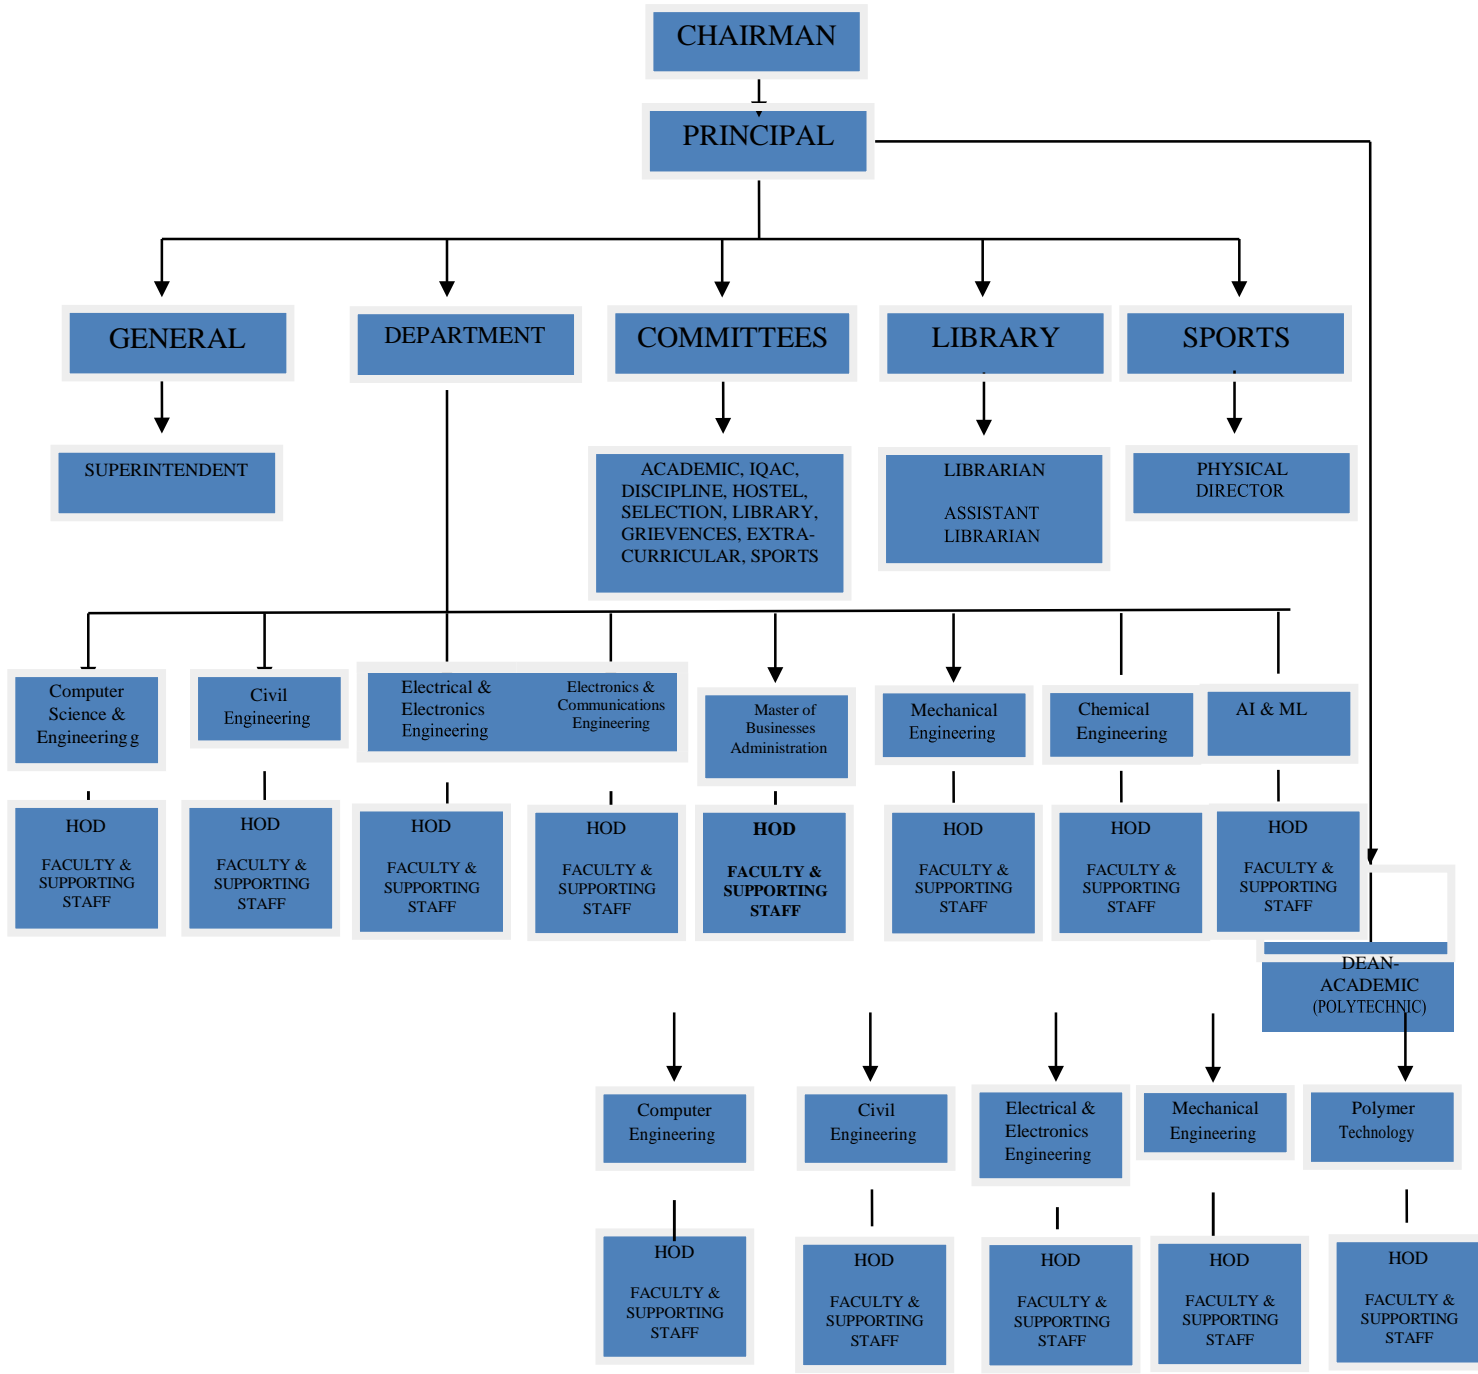 CHAIRMAN
PRINCIPAL
GENERAL
DEPARTMENT
COMMITTEES
LIBRARY
SPORTS
SUPERINTENDENT
ACADEMIC, IQAC,
DISCIPLINE, HOSTEL,
SELECTION, LIBRARY,
GRIEVENCES, EXTRA-
CURRICULAR, SPORTS
LIBRARIAN
ASSISTANT
LIBRARIAN
PHYSICAL
DIRECTOR
Computer
Science &
Engineering g
Civil
Engineering
Electrical &
Electronics
Engineering
Electronics &
Communications
Engineering
Master of
Businesses
Administration
Mechanical
Engineering
Chemical
Engineering
AI & ML
HOD
FACULTY &
SUPPORTING
STAFF
HOD
FACULTY &
SUPPORTING
STAFF
HOD
FACULTY &
SUPPORTING
STAFF
HOD
FACULTY &
SUPPORTING
STAFF
HOD
FACULTY &
SUPPORTING
STAFF
HOD
FACULTY &
SUPPORTING
STAFF
HOD
FACULTY &
SUPPORTING
STAFF
HOD
FACULTY &
SUPPORTING
STAFF
DEAN-
ACADEMIC
(POLYTECHNIC)
Computer
Engineering
Civil
Engineering
Electrical &
Electronics
Engineering
Mechanical
Engineering
Polymer
Technology
HOD
FACULTY &
SUPPORTING
STAFF
HOD
FACULTY &
SUPPORTING
STAFF
HOD
FACULTY &
SUPPORTING
STAFF
HOD
FACULTY &
SUPPORTING
STAFF
HOD
FACULTY &
SUPPORTING
STAFF